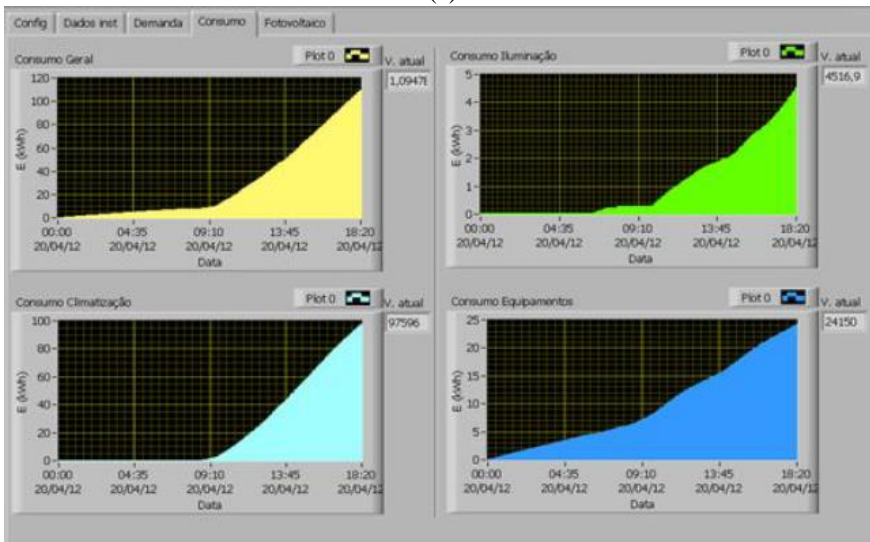 Config Dados inst Demanda Consumo Fotovoltaico
Consumo Geral Plot 0 V. atual
1,0947
E (kWh)
120
100
80
60
40
20
0
00:00 04:35 09:10 13:45 18:20
20/04/12 20/04/12 20/04/12 20/04/12 20/04/12
Data
Consumo Iluminação Plot 0 V. atual
4516,9
E (kWh)
5
4
3
2
1
0
00:00 04:35 09:10 13:45 18:20
20/04/12 20/04/12 20/04/12 20/04/12 20/04/12
Data
Consumo Climatização Plot 0 V. atual
97596
E (kWh)
100
80
60
40
20
0
00:00 04:35 09:10 13:45 18:20
20/04/12 20/04/12 20/04/12 20/04/12 20/04/12
Data
Consumo Equipamentos Plot 0 V. atual
24150
E (kWh)
25
20
15
10
5
0
00:00 04:35 09:10 13:45 18:20
20/04/12 20/04/12 20/04/12 20/04/12 20/04/12
Data